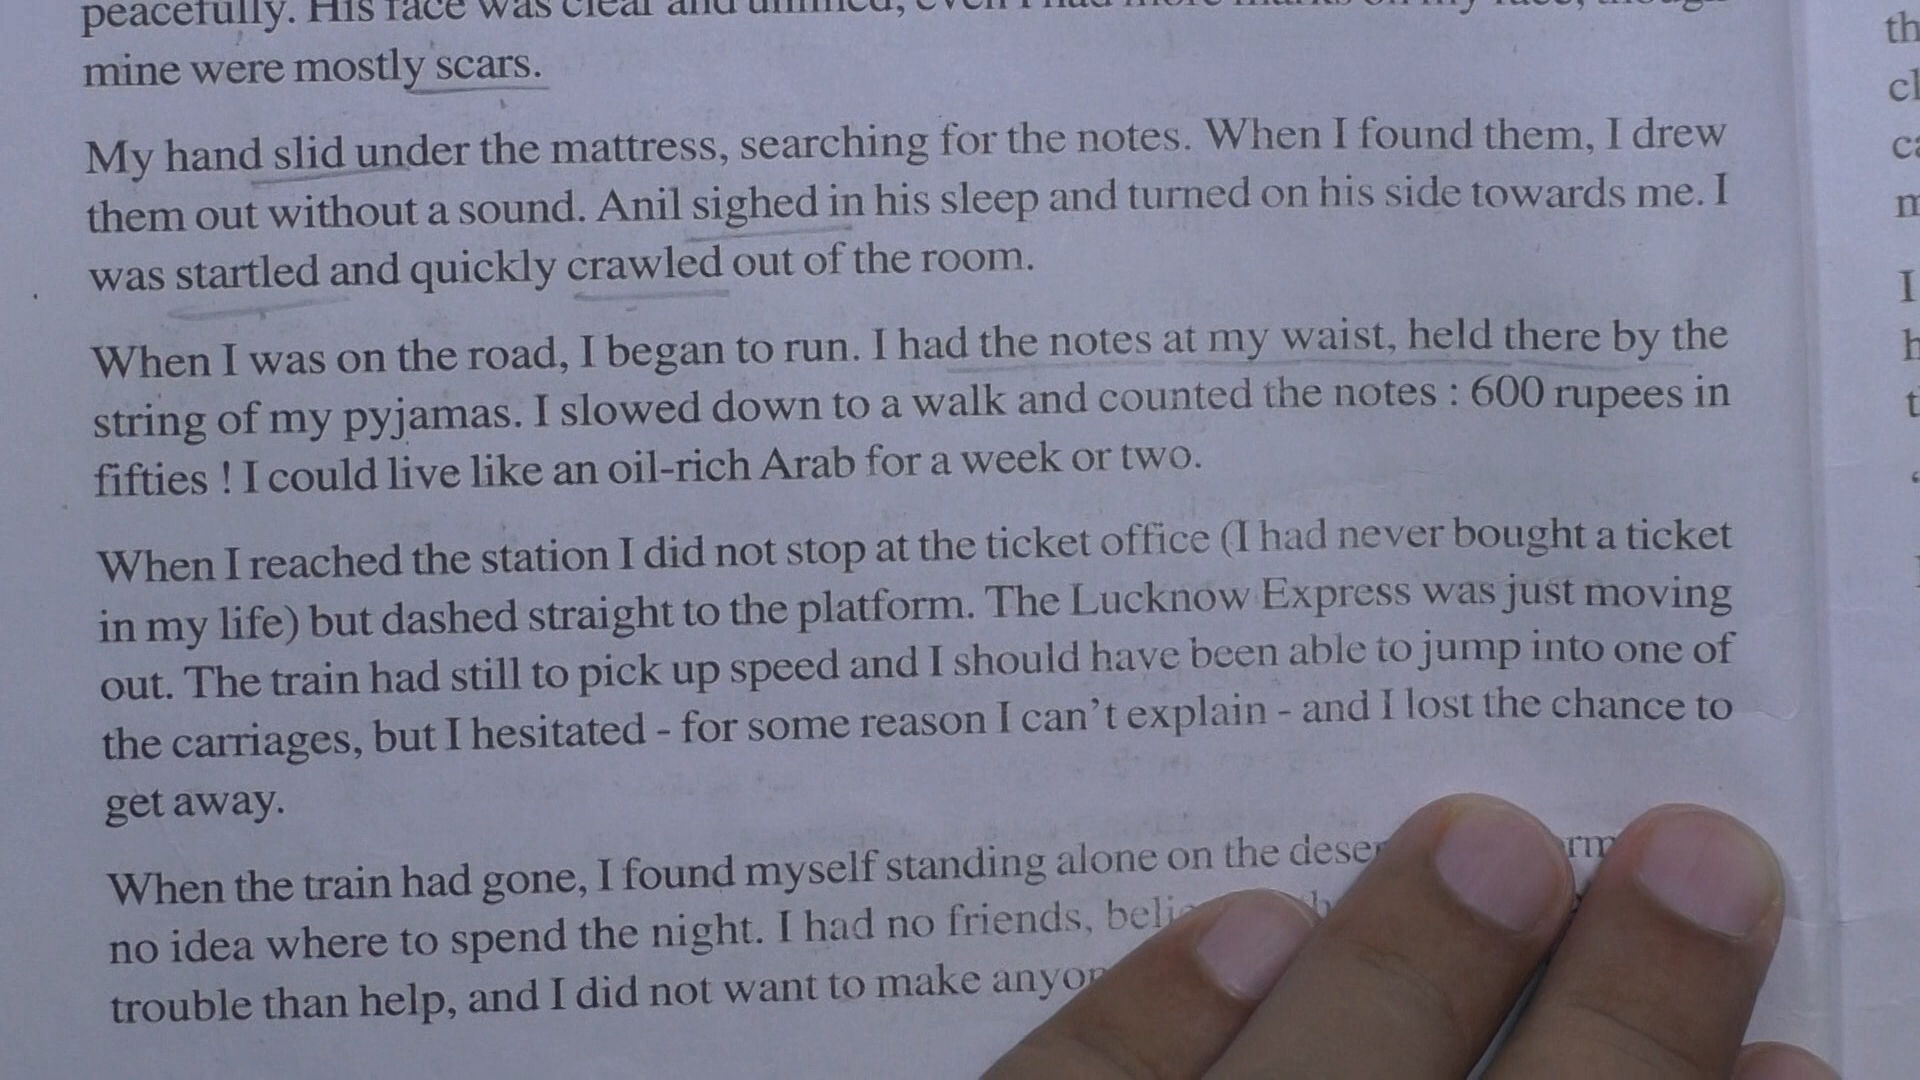 peacefully. His face was clear and unlined, even I had more marks on my face, though
mine were mostly scars.
My hand slid under the mattress, searching for the notes. When I found them, I drew
them out without a sound. Anil sighed in his sleep and turned on his side towards me. I
was startled and quickly crawled out of the room.
When I was on the road, I began to run. I had the notes at my waist, held there by the
string of my pyjamas. I slowed down to a walk and counted the notes : 600 rupees in
fifties ! I could live like an oil-rich Arab for a week or two.
When I reached the station I did not stop at the ticket office (I had never bought a ticket
in my life) but dashed straight to the platform. The Lucknow Express was just moving
out. The train had still to pick up speed and I should have been able to jump into one of
the carriages, but I hesitated - for some reason I can't explain - and I lost the chance to
get away.
When the train had gone, I found myself standing alone on the
no idea where to spend the night. I had no friends,
trouble than help, and I did not want to make